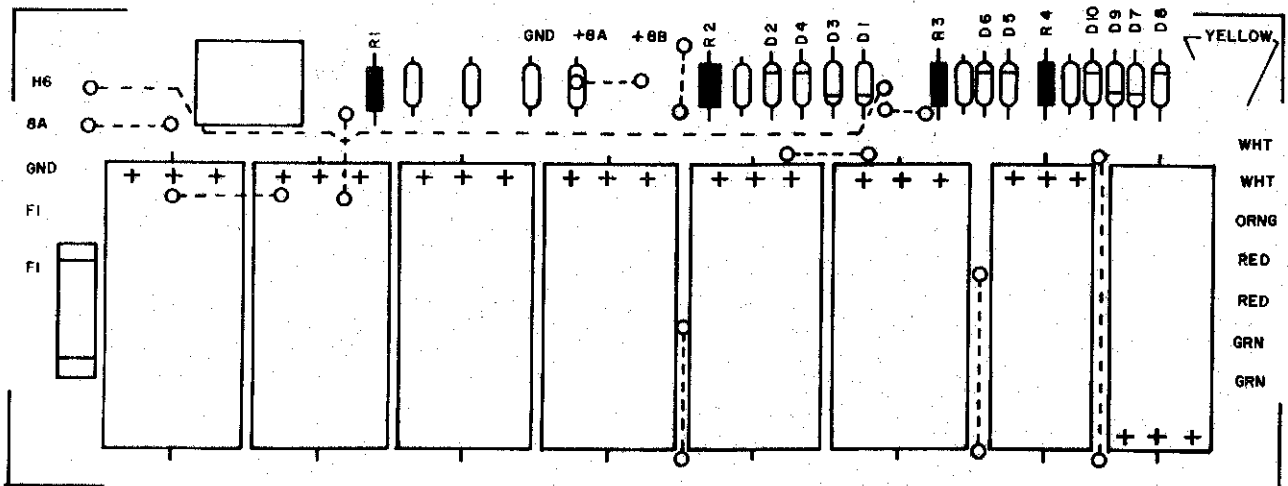 R1
GND +8A +8B
R2
D2
D4
D3
D1
R3
D6
D5
R4
D10
D9
D7
D8
YELLOW
H6
8A
GND
F1
F1
WHT
WHT
ORNG
RED
RED
GRN
GRN
+ + +
+ + +
+ + +
+ + +
+ + +
+ + +
+ + +
+ + +